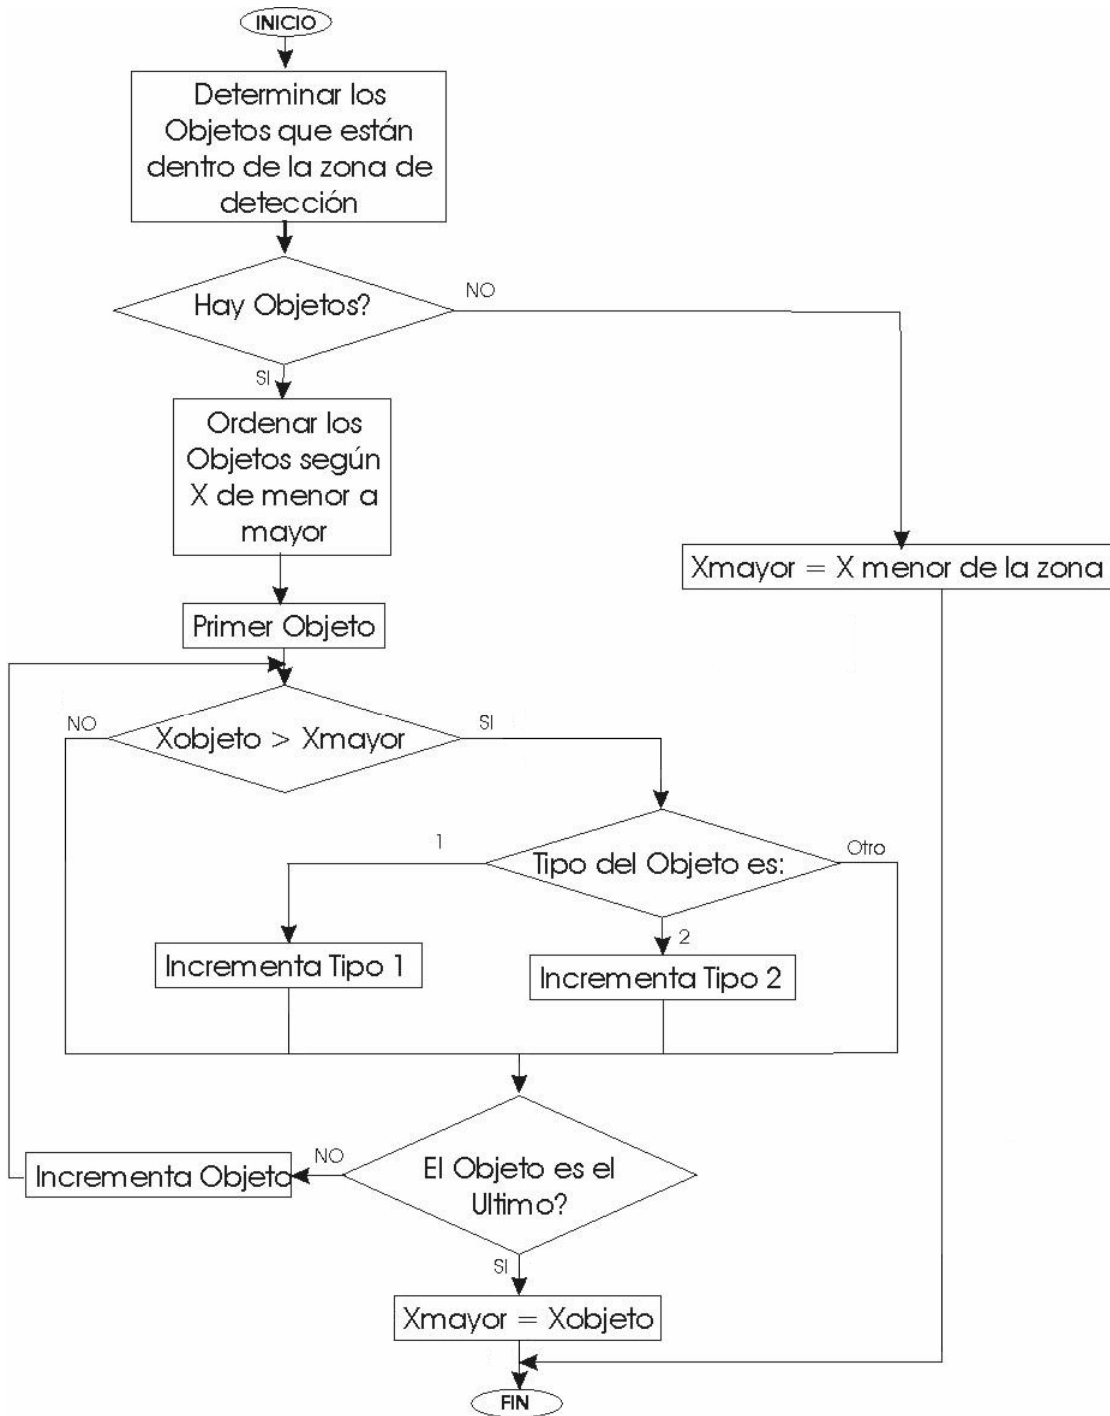 INICIO
Determinar los
Objetos que están
dentro de la zona de
detección
Hay Objetos?
NO
SI
Ordenar los
Objetos según
X de menor a
mayor
Xmayor = X menor de la zona
Primer Objeto
NO
Xobjeto > Xmayor
SI
1
Tipo del Objeto es:
Otro
2
Incrementa Tipo 1
Incrementa Tipo 2
El Objeto es el
Ultimo?
NO
Incrementa Objeto
SI
Xmayor = Xobjeto
FIN